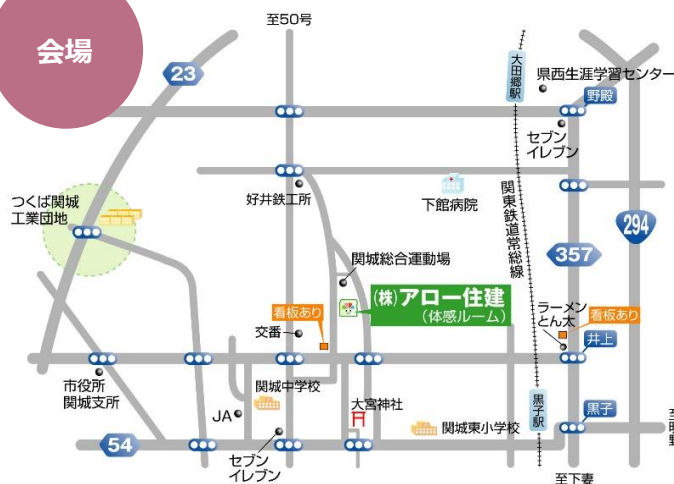 会場
至50号
23
大田郷駅
県西生涯学習センター
野殿
セブン
イレブン
好井鉄工所
下館病院
関東鉄道常総線
つくば関城
工業団地
294
357
関城総合運動場
(株)アロー住建
(体感ルーム)
看板あり
ラーメン
とん太
看板あり
交番
井上
市役所
関城支所
関城中学校
JA
大宮神社
黒子駅
黒子
関城東小学校
54
セブン
イレブン
至下妻